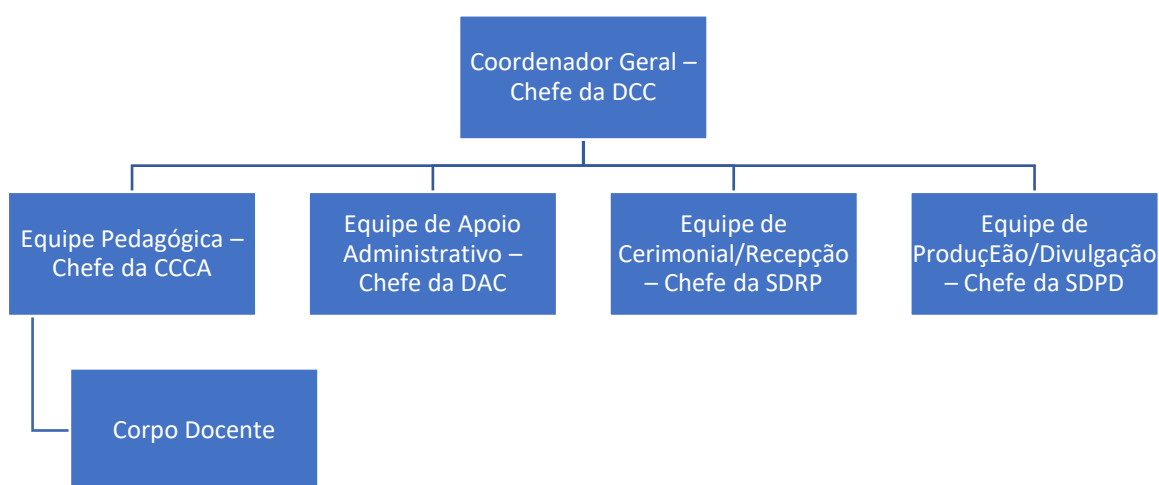 Coordenador Geral –
Chefe da DCC
Equipe Pedagógica –
Chefe da CCCA
Equipe de Apoio
Administrativo –
Chefe da DAC
Equipe de
Cerimonial/Recepção
– Chefe da SDRP
Equipe de
ProduçEão/Divulgação
– Chefe da SDPD
Corpo Docente